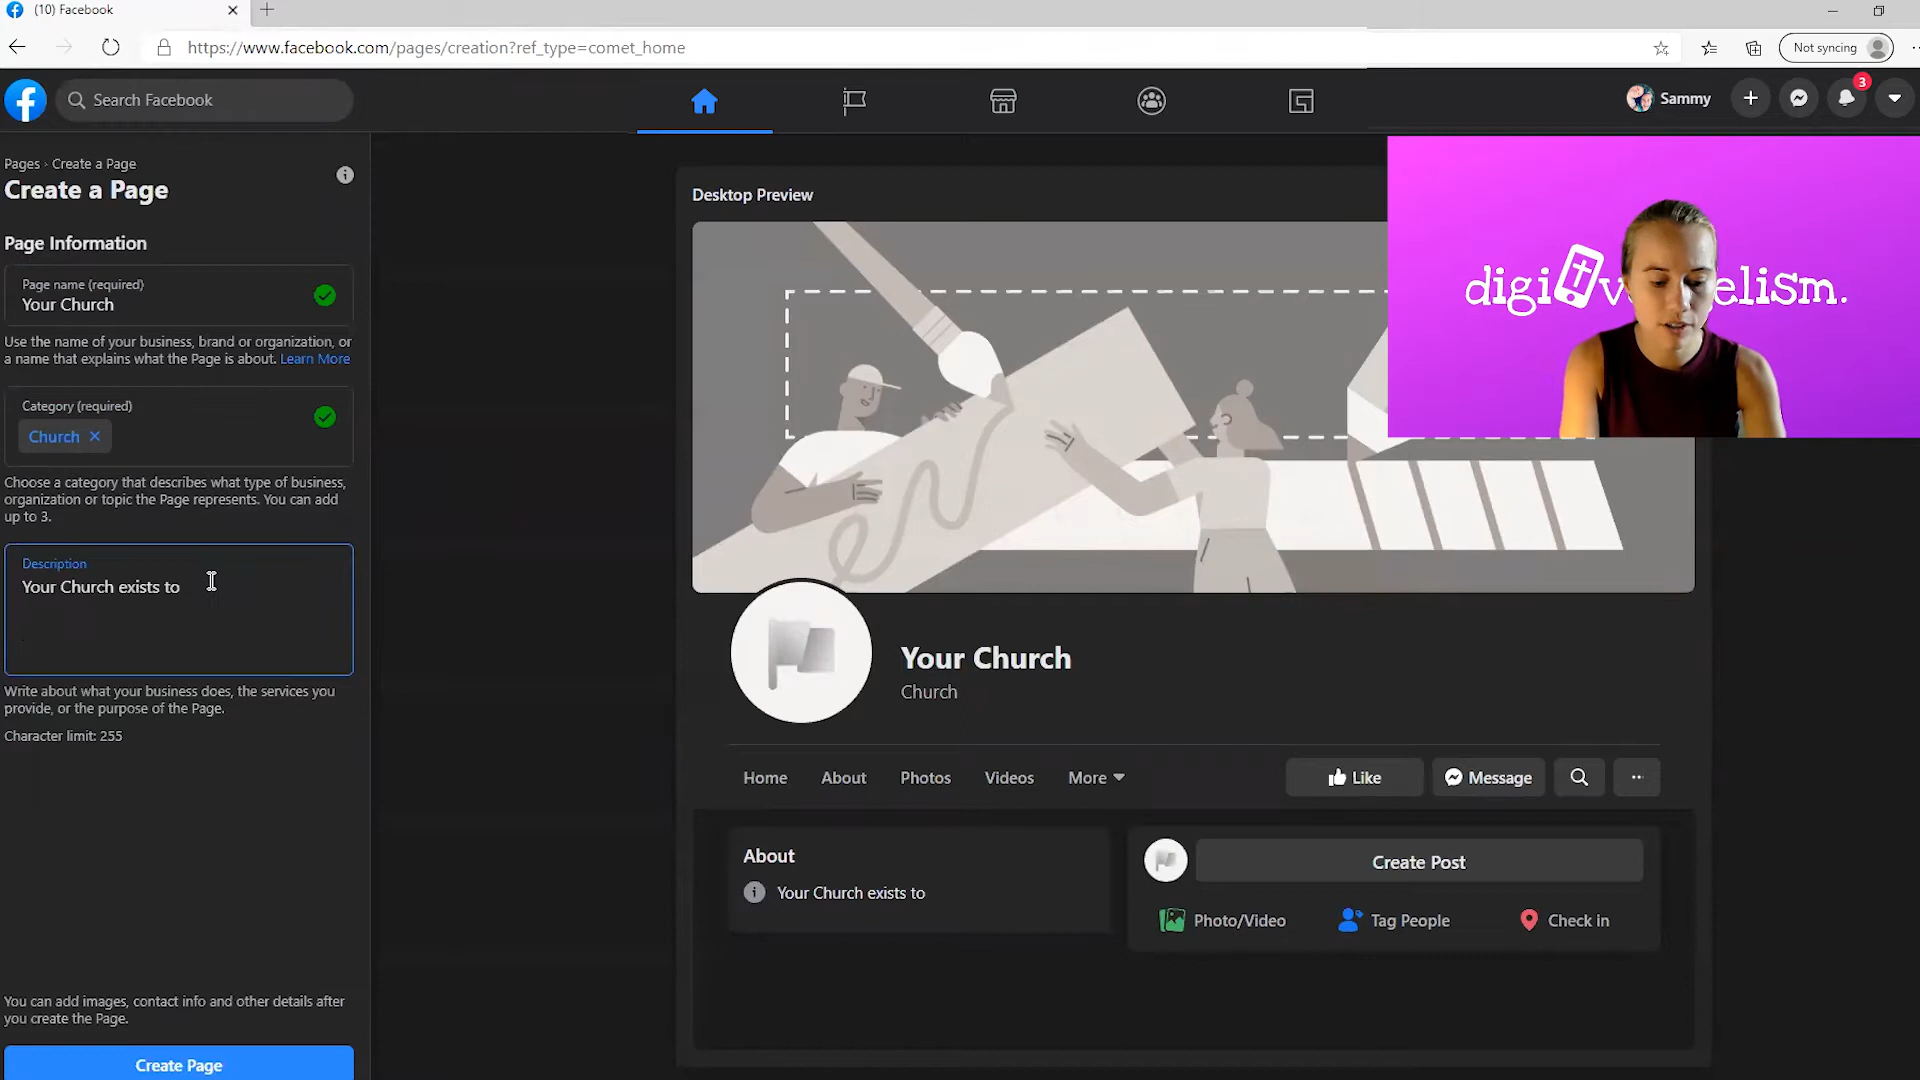 (10) Facebook
https://www.facebook.com/pages/creation?ref_type=comet_home
Not syncing
Search Facebook
Sammy
3
Pages › Create a Page
Create a Page
Page Information
Page name (required)
Your Church
Use the name of your business, brand or organization, or
a name that explains what the Page is about. Learn More
Category (required)
Church
Choose a category that describes what type of business,
organization or topic the Page represents. You can add
up to 3.
Description
Your Church exists to
Write about what your business does, the services you
provide, or the purpose of the Page.
Character limit: 255
You can add images, contact info and other details after
you create the Page.
Create Page
Desktop Preview
digi v elism.
Your Church
Church
Home About Photos Videos More
Like
Message
About
Your Church exists to
Create Post
Photo/Video
Tag People
Check in